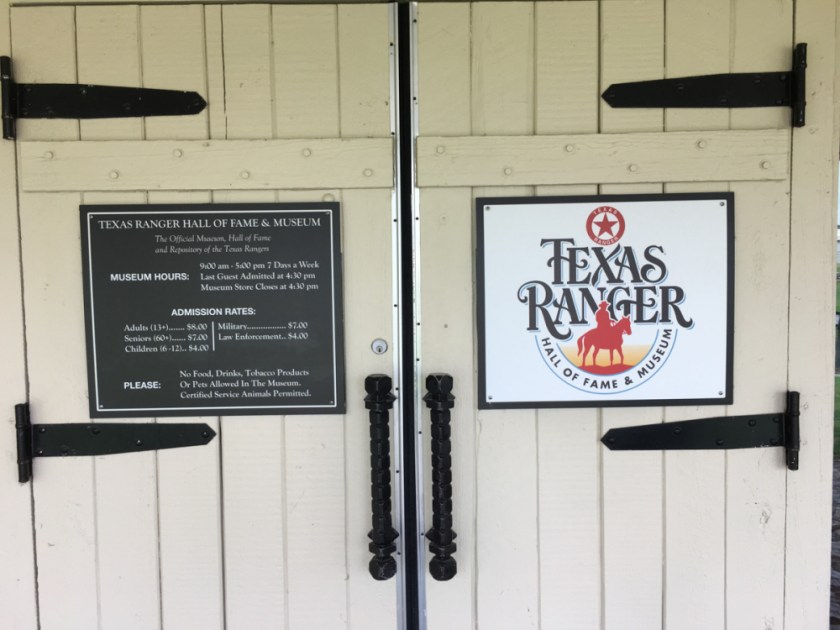 TEXAS RANGER HALL OF FAME & MUSEUM
The Official Museum, Hall of Fame
and Repository of the Texas Rangers
MUSEUM HOURS:
9:00 am - 5:00 pm 7 Days a Week
Last Guest Admitted at 4:30 pm
Museum Store Closes at 4:30 pm
ADMISSION RATES:
Adults (13+)....... $8.00
Seniors (60+)...... $7.00
Children (6 -12).. $4.00
Military................... $7.00
Law Enforcement.. $4.00
PLEASE:
No Food, Drinks, Tobacco Products
Or Pets Allowed In The Museum.
Certified Service Animals Permitted.
TEXAS
RANGER
TEXAS
RANGER
HALL OF FAME & MUSEUM